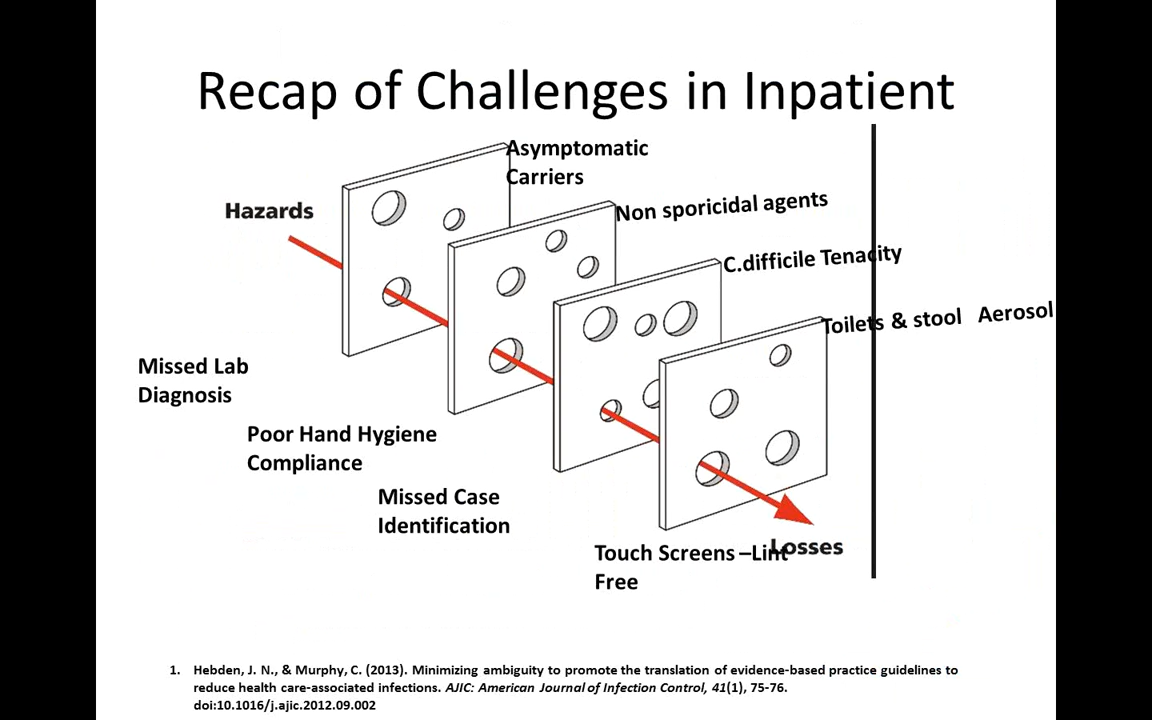 Recap of Challenges in Inpatient
Asymptomatic
Carriers
Hazards
Non sporicidal agents
C.difficile Tenacity
Toilets & stool Aerosol
Missed Lab
Diagnosis
Poor Hand Hygiene
Compliance
Missed Case
Identification
Touch Screens –Lint
Free
Losses
1. Hebden, J. N., & Murphy, C. (2013). Minimizing ambiguity to promote the translation of evidence-based practice guidelines to
reduce health care-associated infections. AJIC: American Journal of Infection Control, 41(1), 75-76.
doi:10.1016/j.ajic.2012.09.002